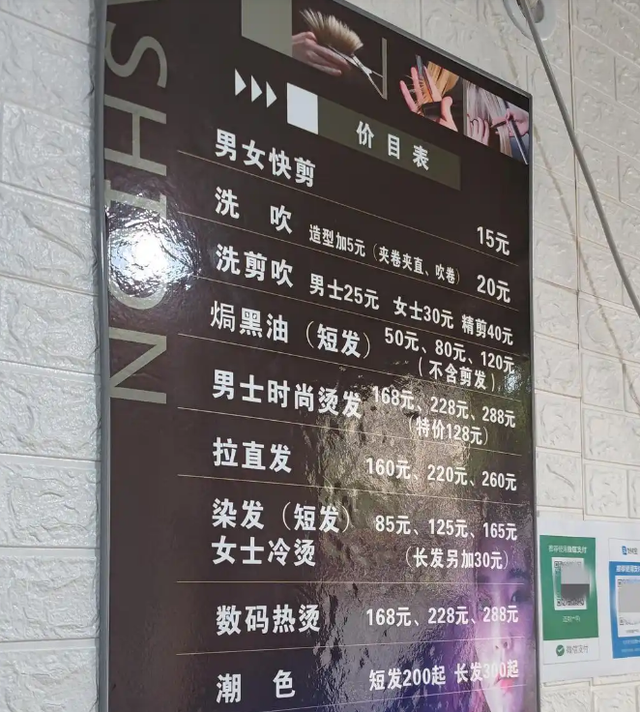 ASHION
价目表
男女快剪 15元
洗 吹 造型加5元（夹卷夹直、吹卷） 20元
洗剪吹 男士25元 女士30元 精剪40元
焗黑油（短发） 50元、80元、120元
（不含剪发）
男士时尚烫发 168元、228元、288元
（特价128元）
拉直发 160元、220元、260元
染发（短发） 85元、125元、165元
女士冷烫 （长发另加30元）
数码热烫 168元、228元、288元
潮 色 短发200起 长发300起
微信支付